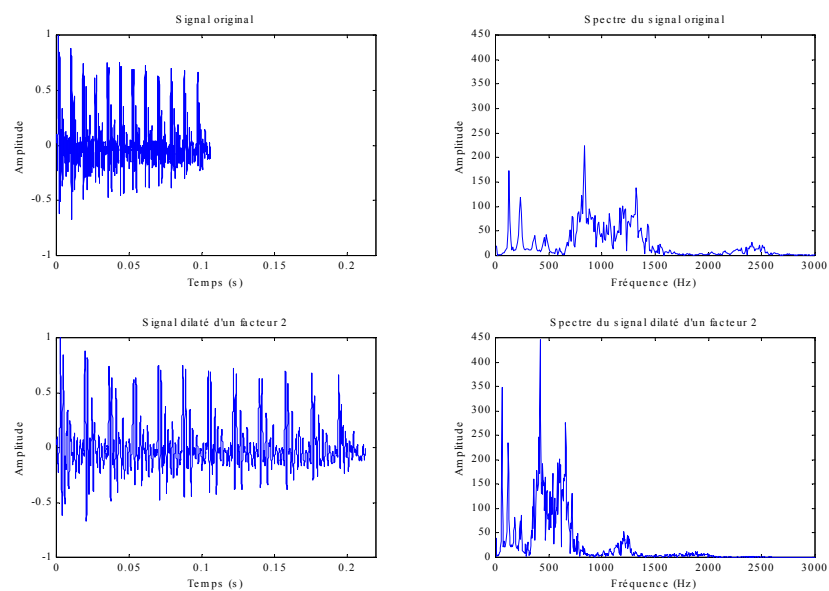 Signal original
1
0.5
0
-0.5
-1
Amplitude
0 0.05 0.1 0.15 0.2
Temps (s)
Spectre du signal original
450
400
350
300
250
200
150
100
50
0
Amplitude
0 500 1000 1500 2000 2500 3000
Fréquence (Hz)
Signal dilaté d'un facteur 2
1
0.5
0
-0.5
-1
Amplitude
0 0.05 0.1 0.15 0.2
Temps (s)
Spectre du signal dilaté d'un facteur 2
450
400
350
300
250
200
150
100
50
0
Amplitude
0 500 1000 1500 2000 2500 3000
Fréquence (Hz)